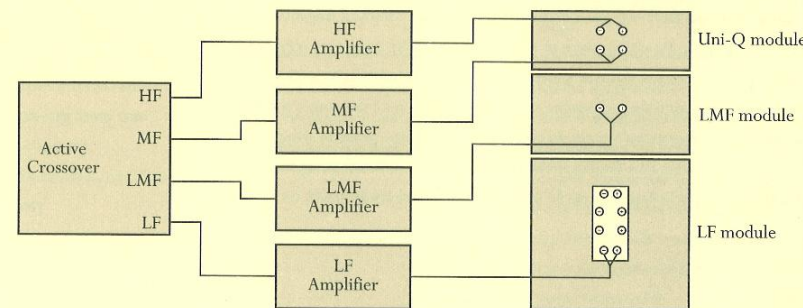 HF
Amplifier
Uni-Q module
HF
MF
Amplifier
LMF module
MF
Active
Crossover
LMF
LMF
Amplifier
LF
LF module
LF
Amplifier